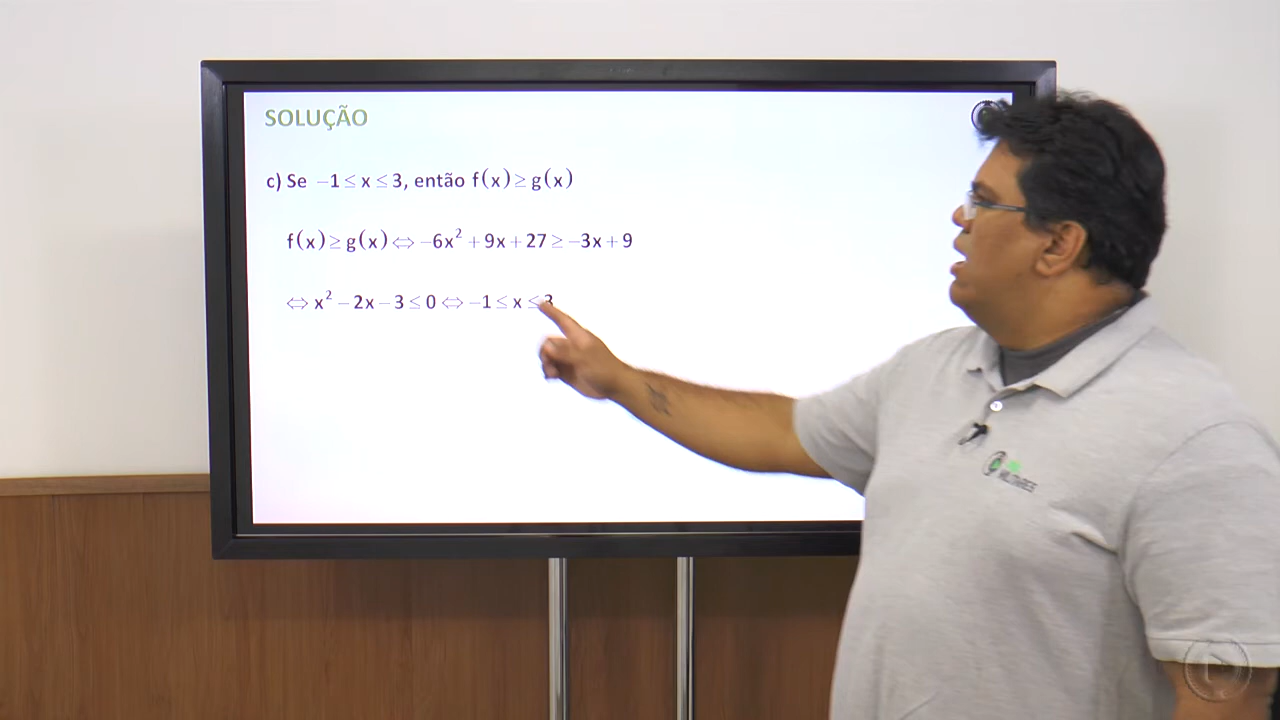 SOLUÇÃO
c) Se −1 ≤ x ≤ 3, então f(x) ≥ g(x)
f(x) ≥ g(x) ⇔ −6x² + 9x + 27 ≥ −3x + 9
⇔ x² − 2x − 3 ≤ 0 ⇔ −1 ≤ x ≤ 3